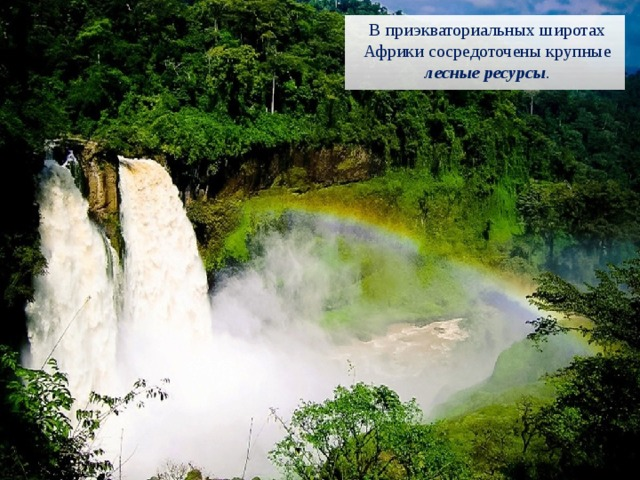 В приэкваториальных широтах
Африки сосредоточены крупные
лесные ресурсы.